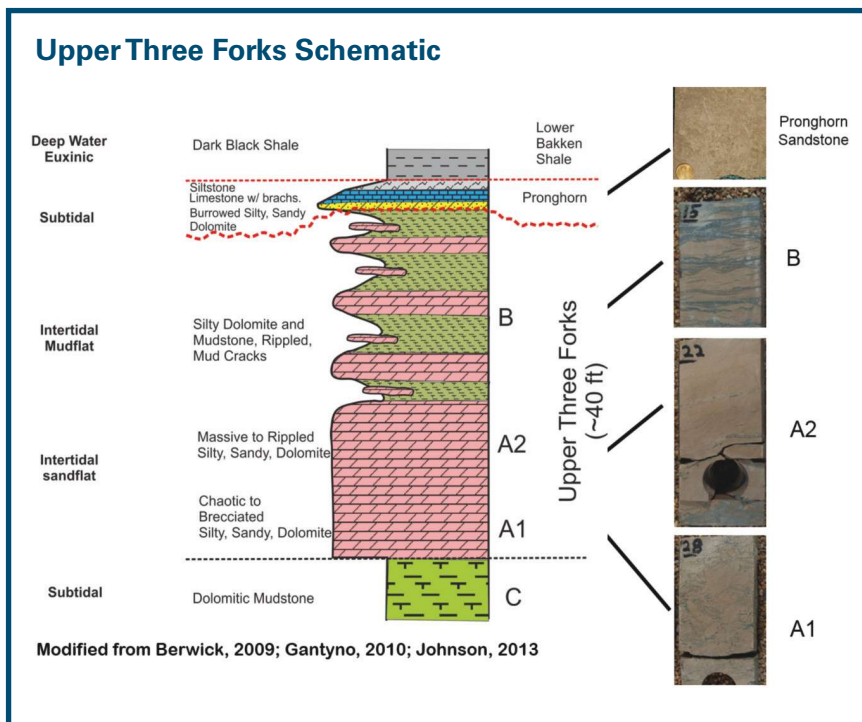 Upper Three Forks Schematic
Deep Water
Euxinic
Dark Black Shale
Lower
Bakken
Shale
Pronghorn
Sandstone
Subtidal
Siltstone
Limestone w/ brachs.
Burrowed Silty, Sandy
Dolomite
Pronghorn
15
B
Intertidal
Mudflat
Silty Dolomite and
Mudstone, Rippled,
Mud Cracks
B
Upper Three Forks
(~40 ft)
22
A2
Intertidal
sandflat
Massive to Rippled
Silty, Sandy, Dolomite
A2
Chaotic to
Brecciated
Silty, Sandy, Dolomite
A1
28
A1
Subtidal
Dolomitic Mudstone
C
Modified from Berwick, 2009; Gantyno, 2010; Johnson, 2013